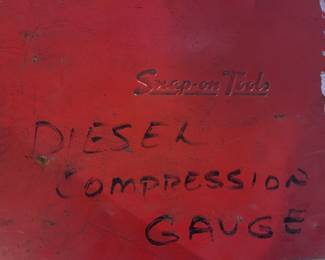 Snap-on Tools
DIESEL
COMPRESSION
GAUGE